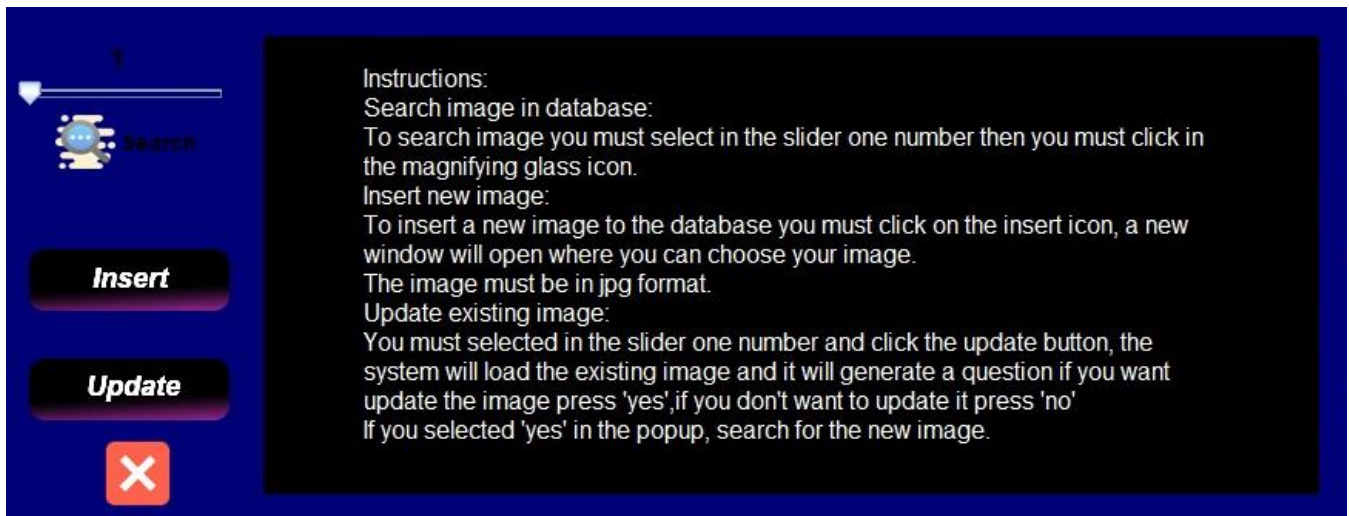 1
Search
Insert
Update
Instructions:
Search image in database:
To search image you must select in the slider one number then you must click in
the magnifying glass icon.
Insert new image:
To insert a new image to the database you must click on the insert icon, a new
window will open where you can choose your image.
The image must be in jpg format.
Update existing image:
You must selected in the slider one number and click the update button, the
system will load the existing image and it will generate a question if you want
update the image press 'yes',if you don't want to update it press 'no'
If you selected 'yes' in the popup, search for the new image.